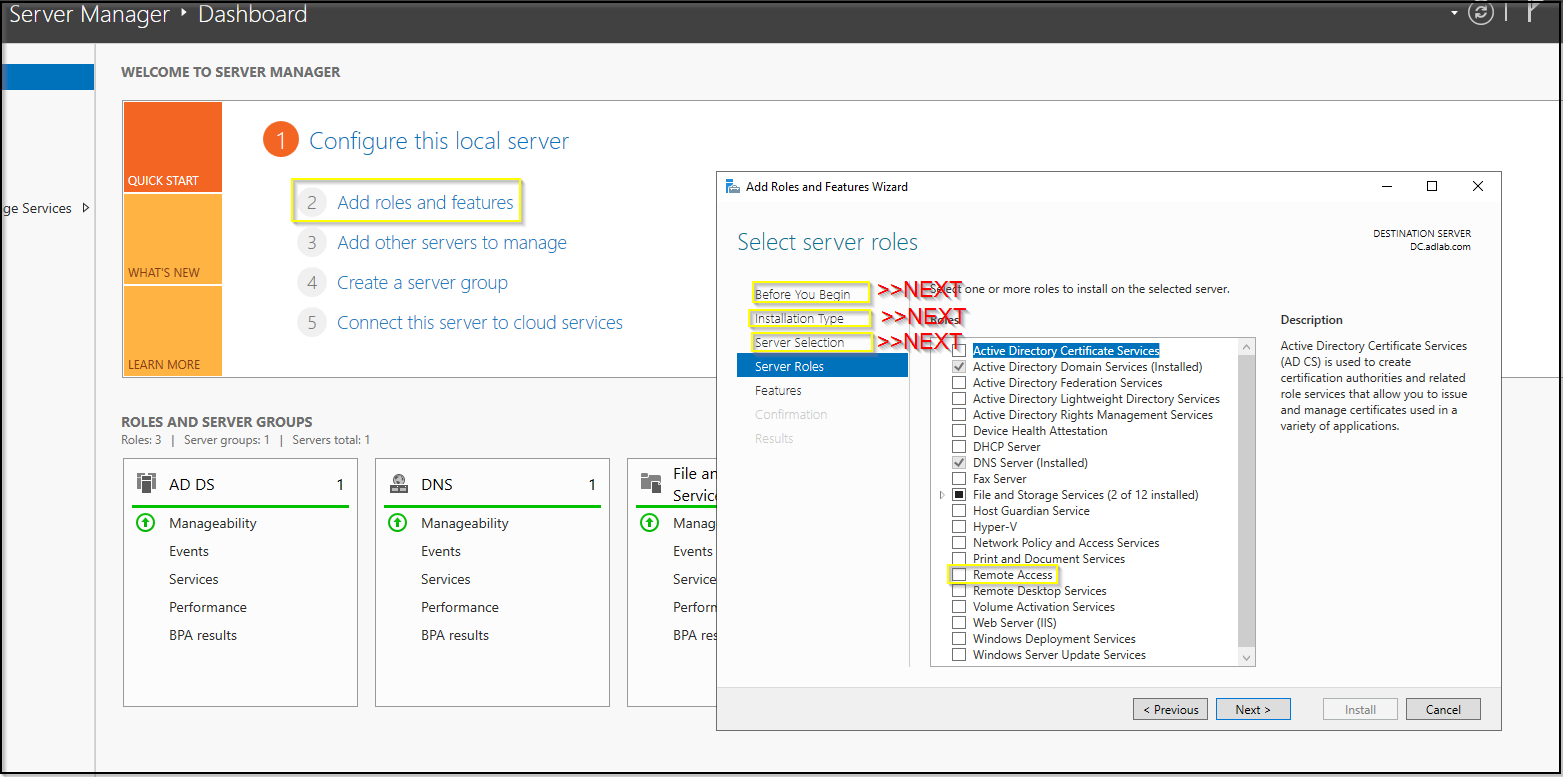 Server Manager ‣ Dashboard
WELCOME TO SERVER MANAGER
QUICK START
WHAT'S NEW
LEARN MORE
1 Configure this local server
2 Add roles and features
3 Add other servers to manage
4 Create a server group
5 Connect this server to cloud services
ge Services
ROLES AND SERVER GROUPS
Roles: 3 | Server groups: 1 | Servers total: 1
AD DS 1
Manageability
Events
Services
Performance
BPA results
DNS 1
Manageability
Events
Services
Performance
BPA results
File an
Servic
Manag
Events
Service
Perforn
BPA res
Add Roles and Features Wizard
Select server roles
DESTINATION SERVER
DC.adlab.com
Before You Begin >>NEXT
Installation Type >>NEXT
Server Selection >>NEXT
Server Roles
Features
Confirmation
Results
Select one or more roles to install on the selected server.
Roles
Active Directory Certificate Services
Active Directory Domain Services (Installed)
Active Directory Federation Services
Active Directory Lightweight Directory Services
Active Directory Rights Management Services
Device Health Attestation
DHCP Server
DNS Server (Installed)
Fax Server
File and Storage Services (2 of 12 installed)
Host Guardian Service
Hyper-V
Network Policy and Access Services
Print and Document Services
Remote Access
Remote Desktop Services
Volume Activation Services
Web Server (IIS)
Windows Deployment Services
Windows Server Update Services
Description
Active Directory Certificate Services
(AD CS) is used to create
certification authorities and related
role services that allow you to issue
and manage certificates used in a
variety of applications.
< Previous
Next >
Install
Cancel